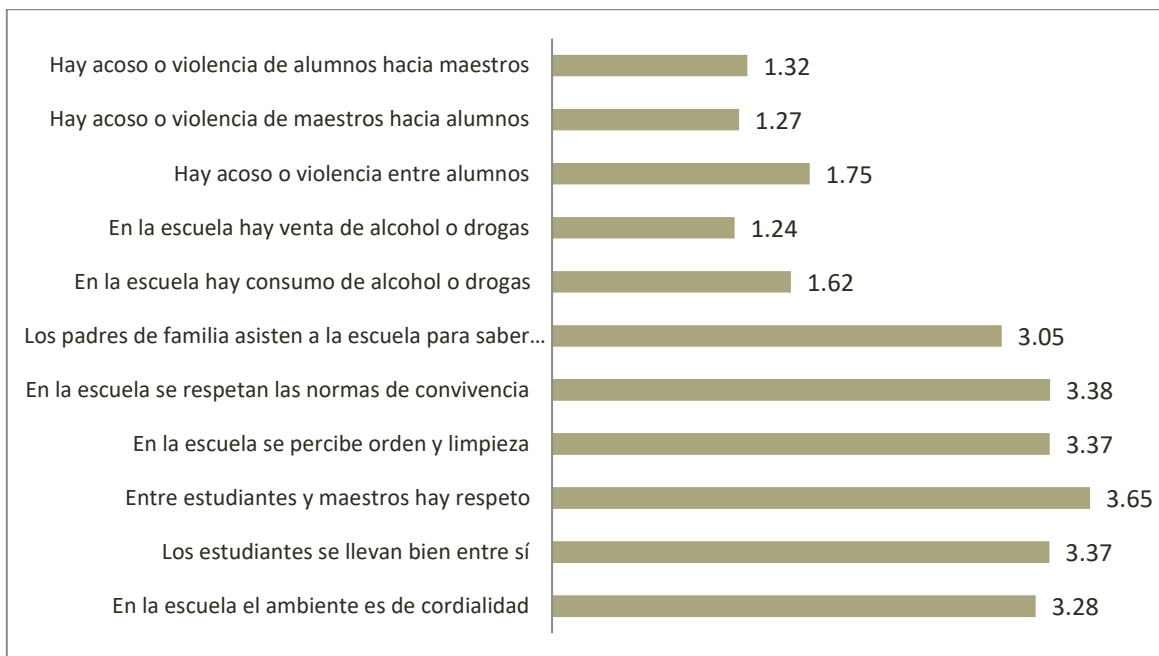 Hay acoso o violencia de alumnos hacia maestros 1.32
Hay acoso o violencia de maestros hacia alumnos 1.27
Hay acoso o violencia entre alumnos 1.75
En la escuela hay venta de alcohol o drogas 1.24
En la escuela hay consumo de alcohol o drogas 1.62
Los padres de familia asisten a la escuela para saber… 3.05
En la escuela se respetan las normas de convivencia 3.38
En la escuela se percibe orden y limpieza 3.37
Entre estudiantes y maestros hay respeto 3.65
Los estudiantes se llevan bien entre sí 3.37
En la escuela el ambiente es de cordialidad 3.28